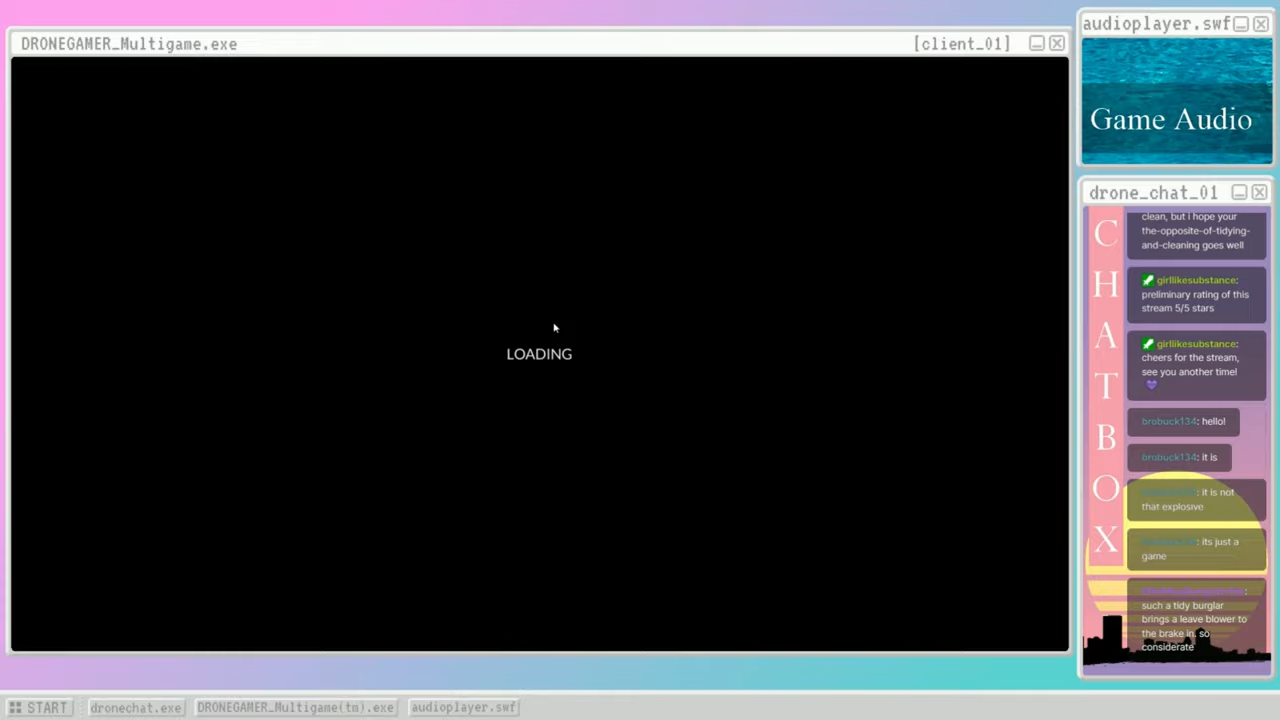 DRONEGAMER_Multigame.exe
[client_01]
LOADING
audioplayer.swf
Game Audio
drone_chat_01
C
H
A
T
B
O
X
clean, but i hope your
the-opposite-of-tidying-
and-cleaning goes well
girllikesubstance:
preliminary rating of this
stream 5/5 stars
girllikesubstance:
cheers for the stream,
see you another time!
brobuck134: hello!
brobuck134: it is
brobuck134: it is not
that explosive
brobuck134: its just a
game
such a tidy burglar
brings a leave blower to
the brake in. so
considerate
START
dronechat.exe
DRONEGAMER_Multigame(tm).exe
audioplayer.swf